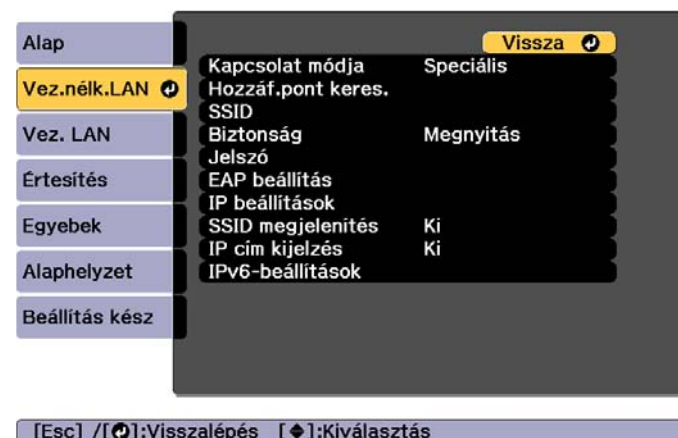 Alap
Vez.nélk.LAN
Vez. LAN
Értesítés
Egyebek
Alaphelyzet
Beállítás kész
Vissza
Kapcsolat módja Speciális
Hozzáf.pont keres.
SSID
Biztonság Megnyitás
Jelszó
EAP beállítás
IP beállítások
SSID megjelenítés Ki
IP cím kijelzés Ki
IPv6-beállítások
[Esc] /[⏎]:Visszalépés [◆]:Kiválasztás